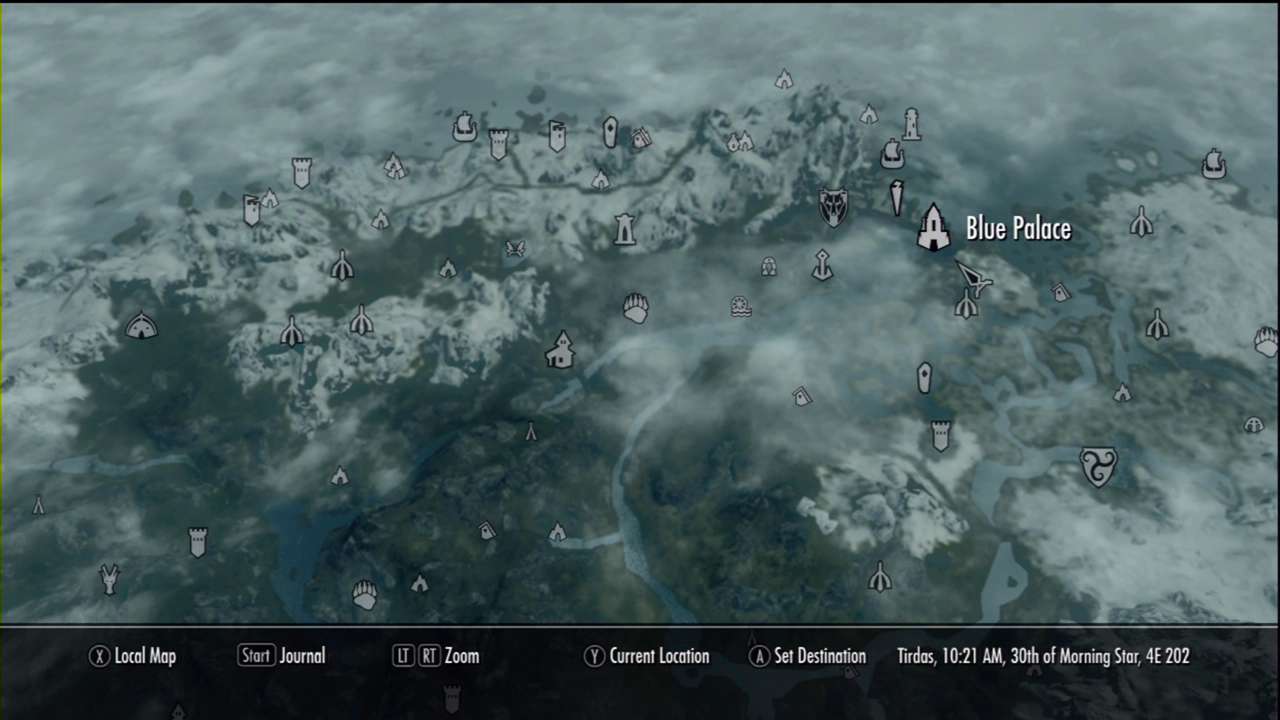 Blue Palace
X Local Map
Start Journal
LT RT Zoom
Y Current Location
A Set Destination
Tirdas, 10:21 AM, 30th of Morning Star, 4E 202